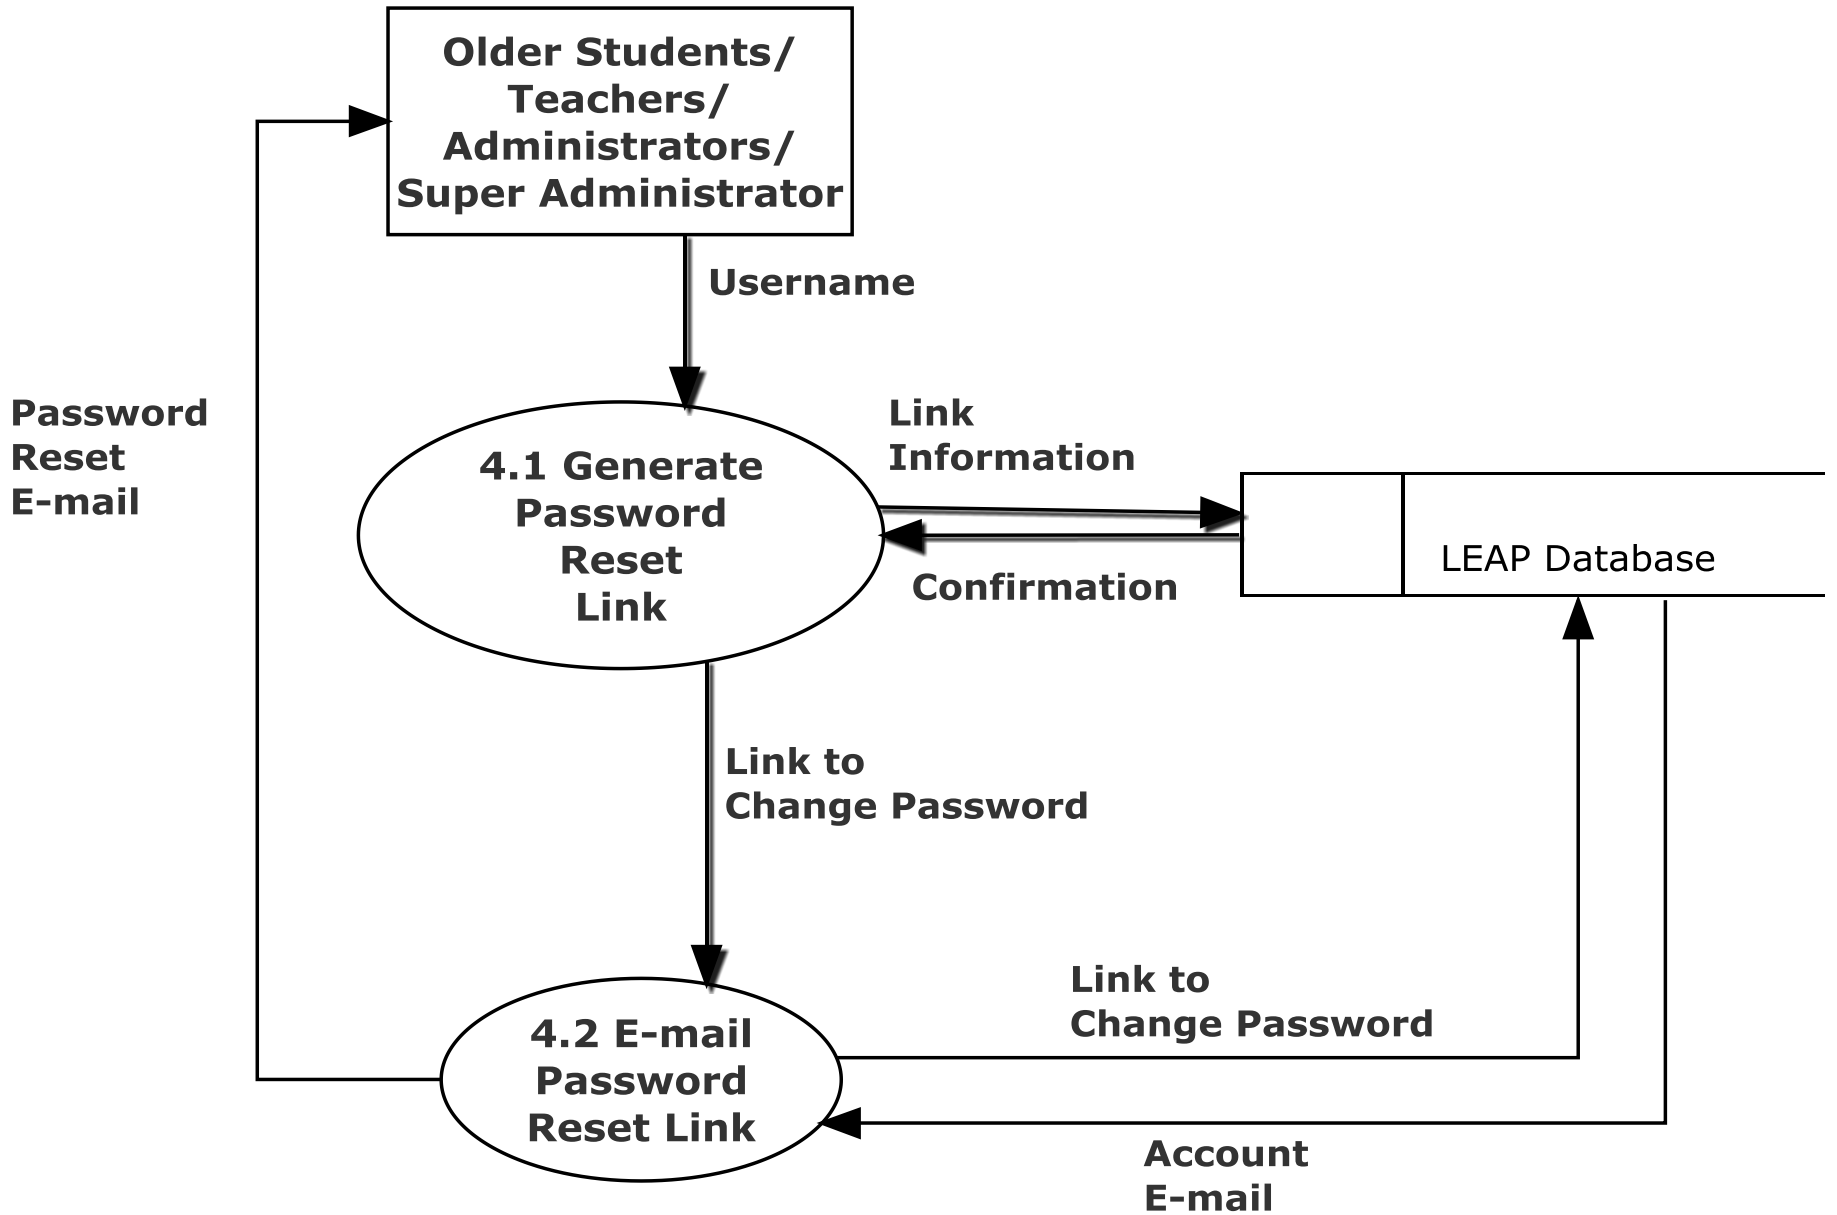 Older Students/
Teachers/
Administrators/
Super Administrator
Username
Password
Reset
E-mail
4.1 Generate
Password
Reset
Link
Link
Information
Confirmation
LEAP Database
Link to
Change Password
4.2 E-mail
Password
Reset Link
Link to
Change Password
Account
E-mail